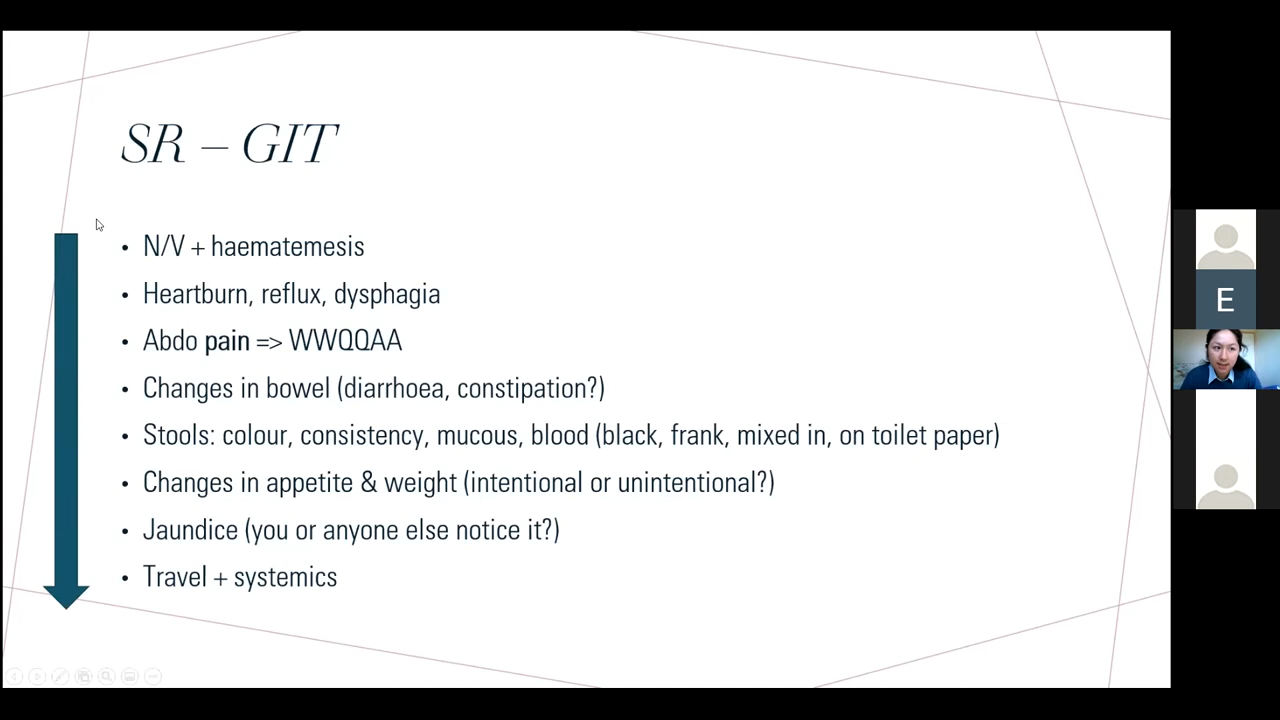 SR – GIT
• N/V + haematemesis
• Heartburn, reflux, dysphagia
• Abdo pain => WWQQAA
• Changes in bowel (diarrhoea, constipation?)
• Stools: colour, consistency, mucous, blood (black, frank, mixed in, on toilet paper)
• Changes in appetite & weight (intentional or unintentional?)
• Jaundice (you or anyone else notice it?)
• Travel + systemics
E